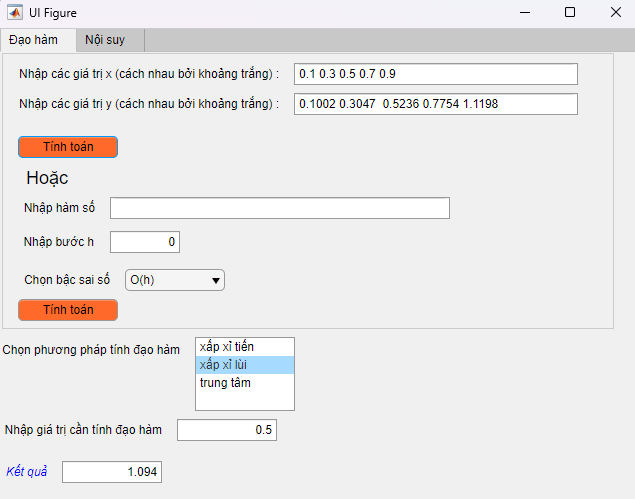 UI Figure
Đạo hàm Nội suy
Nhập các giá trị x (cách nhau bởi khoảng trắng) : 0.1 0.3 0.5 0.7 0.9
Nhập các giá trị y (cách nhau bởi khoảng trắng) : 0.1002 0.3047 0.5236 0.7754 1.1198
Tính toán
Hoặc
Nhập hàm số
Nhập bước h 0
Chọn bậc sai số O(h)
Tính toán
Chọn phương pháp tính đạo hàm
xấp xỉ tiến
xấp xỉ lùi
trung tâm
Nhập giá trị cần tính đạo hàm 0.5
Kết quả 1.094